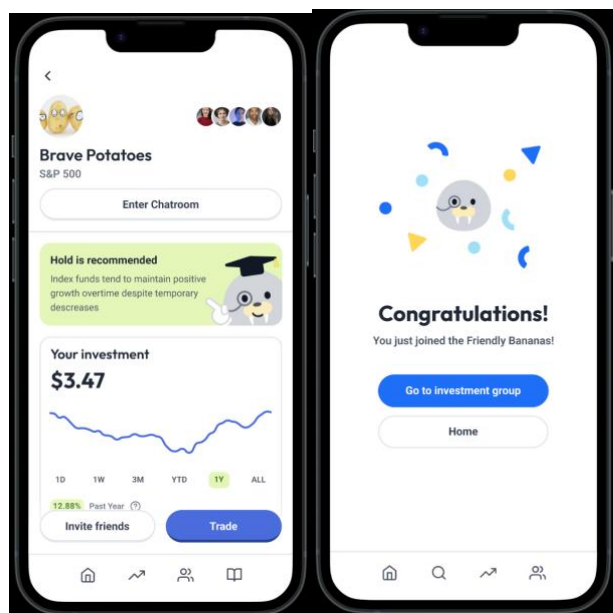 Brave Potatoes
S&P 500
Enter Chatroom
Hold is recommended
Index funds tend to maintain positive
growth overtime despite temporary
descreases
Your investment
$3.47
1D 1W 3M YTD 1Y ALL
12.88% Past Year ?
Invite friends Trade
Congratulations!
You just joined the Friendly Bananas!
Go to investment group
Home